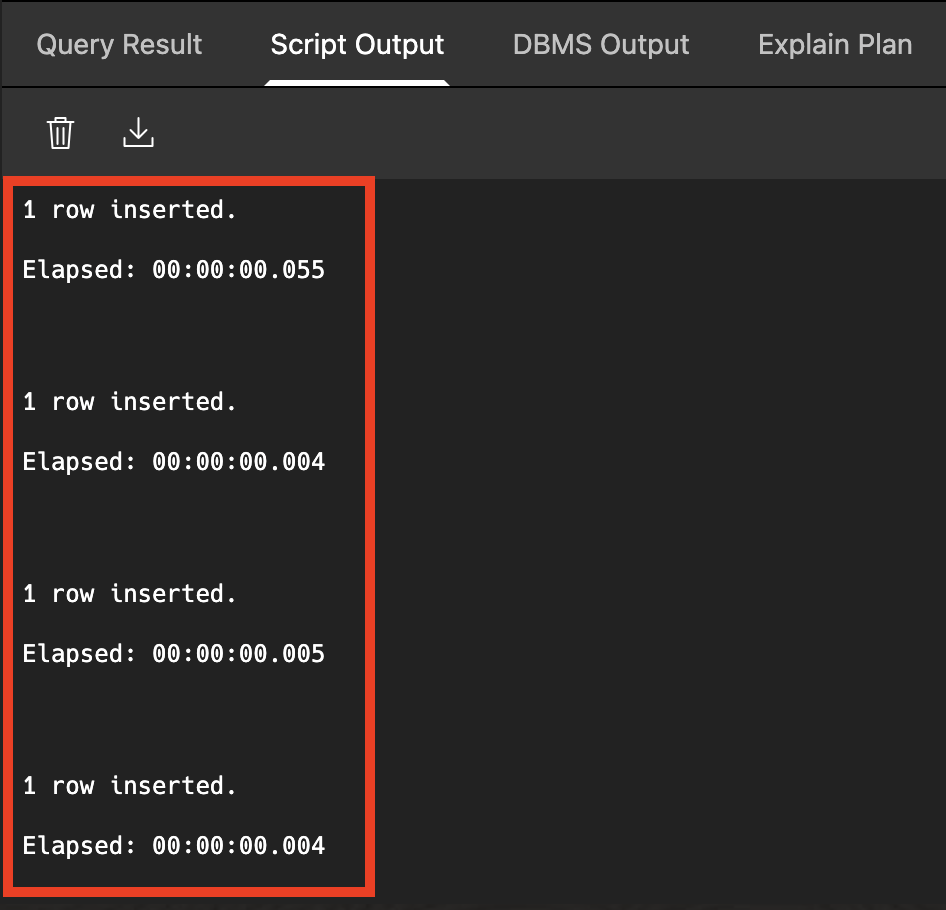 Query Result Script Output DBMS Output Explain Plan
1 row inserted.
Elapsed: 00:00:00.055
1 row inserted.
Elapsed: 00:00:00.004
1 row inserted.
Elapsed: 00:00:00.005
1 row inserted.
Elapsed: 00:00:00.004